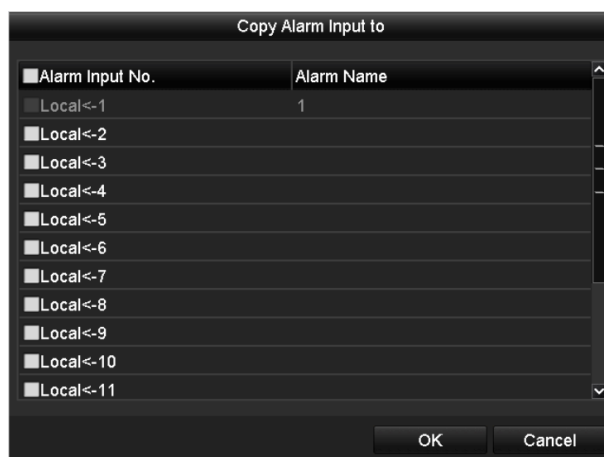 Copy Alarm Input to
Alarm Input No. Alarm Name
Local<-1 1
Local<-2
Local<-3
Local<-4
Local<-5
Local<-6
Local<-7
Local<-8
Local<-9
Local<-10
Local<-11
OK Cancel